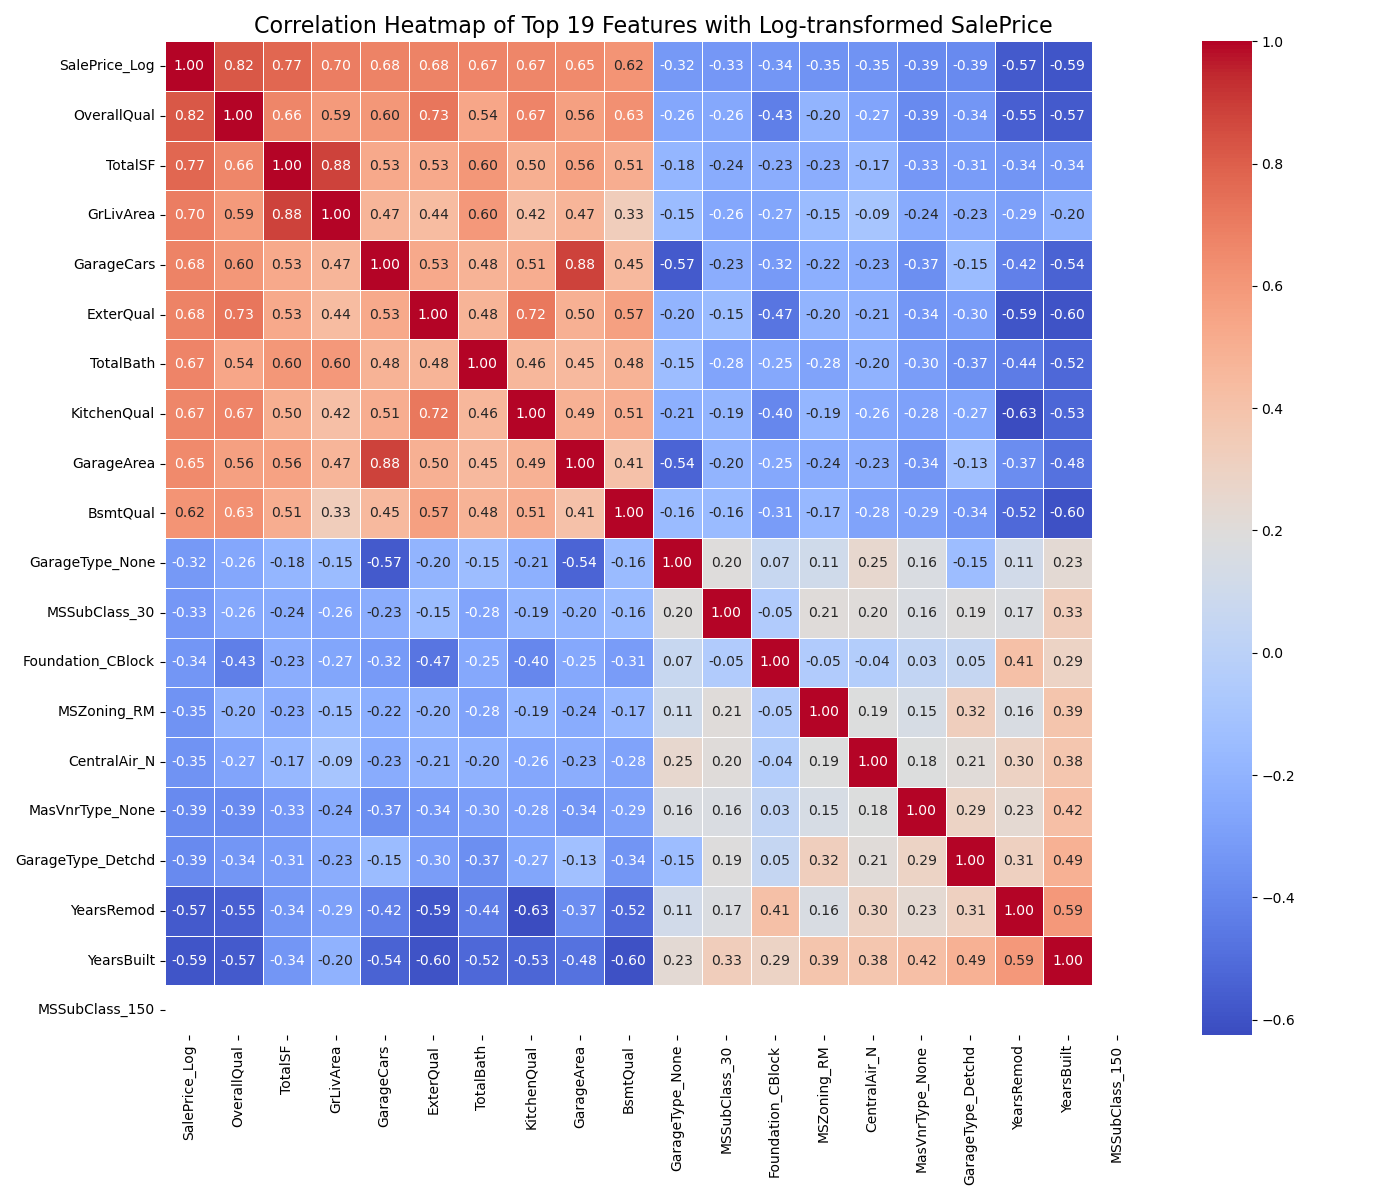 Correlation Heatmap of Top 19 Features with Log-transformed SalePrice
SalePrice_Log 1.00 0.82 0.77 0.70 0.68 0.68 0.67 0.67 0.65 0.62 -0.32 -0.33 -0.34 -0.35 -0.35 -0.39 -0.39 -0.57 -0.59
OverallQual 0.82 1.00 0.66 0.59 0.60 0.73 0.54 0.67 0.56 0.63 -0.26 -0.26 -0.43 -0.20 -0.27 -0.39 -0.34 -0.55 -0.57
TotalSF 0.77 0.66 1.00 0.88 0.53 0.53 0.60 0.50 0.56 0.51 -0.18 -0.24 -0.23 -0.23 -0.17 -0.33 -0.31 -0.34 -0.34
GrLivArea 0.70 0.59 0.88 1.00 0.47 0.44 0.60 0.42 0.47 0.33 -0.15 -0.26 -0.27 -0.15 -0.09 -0.24 -0.23 -0.29 -0.20
GarageCars 0.68 0.60 0.53 0.47 1.00 0.53 0.48 0.51 0.88 0.45 -0.57 -0.23 -0.32 -0.22 -0.23 -0.37 -0.15 -0.42 -0.54
ExterQual 0.68 0.73 0.53 0.44 0.53 1.00 0.48 0.72 0.50 0.57 -0.20 -0.15 -0.47 -0.20 -0.21 -0.34 -0.30 -0.59 -0.60
TotalBath 0.67 0.54 0.60 0.60 0.48 0.48 1.00 0.46 0.45 0.48 -0.15 -0.28 -0.25 -0.28 -0.20 -0.30 -0.37 -0.44 -0.52
KitchenQual 0.67 0.67 0.50 0.42 0.51 0.72 0.46 1.00 0.49 0.51 -0.21 -0.19 -0.40 -0.19 -0.26 -0.28 -0.27 -0.63 -0.53
GarageArea 0.65 0.56 0.56 0.47 0.88 0.50 0.45 0.49 1.00 0.41 -0.54 -0.20 -0.25 -0.24 -0.23 -0.34 -0.13 -0.37 -0.48
BsmtQual 0.62 0.63 0.51 0.33 0.45 0.57 0.48 0.51 0.41 1.00 -0.16 -0.16 -0.31 -0.17 -0.28 -0.29 -0.34 -0.52 -0.60
GarageType_None -0.32 -0.26 -0.18 -0.15 -0.57 -0.20 -0.15 -0.21 -0.54 -0.16 1.00 0.20 0.07 0.11 0.25 0.16 -0.15 0.11 0.23
MSSubClass_30 -0.33 -0.26 -0.24 -0.26 -0.23 -0.15 -0.28 -0.19 -0.20 -0.16 0.20 1.00 -0.05 0.21 0.20 0.16 0.19 0.17 0.33
Foundation_CBlock -0.34 -0.43 -0.23 -0.27 -0.32 -0.47 -0.25 -0.40 -0.25 -0.31 0.07 -0.05 1.00 -0.05 -0.04 0.03 0.05 0.41 0.29
MSZoning_RM -0.35 -0.20 -0.23 -0.15 -0.22 -0.20 -0.28 -0.19 -0.24 -0.17 0.11 0.21 -0.05 1.00 0.19 0.15 0.32 0.16 0.39
CentralAir_N -0.35 -0.27 -0.17 -0.09 -0.23 -0.21 -0.20 -0.26 -0.23 -0.28 0.25 0.20 -0.04 0.19 1.00 0.18 0.21 0.30 0.38
MasVnrType_None -0.39 -0.39 -0.33 -0.24 -0.37 -0.34 -0.30 -0.28 -0.34 -0.29 0.16 0.16 0.03 0.15 0.18 1.00 0.29 0.23 0.42
GarageType_Detchd -0.39 -0.34 -0.31 -0.23 -0.15 -0.30 -0.37 -0.27 -0.13 -0.34 -0.15 0.19 0.05 0.32 0.21 0.29 1.00 0.31 0.49
YearsRemod -0.57 -0.55 -0.34 -0.29 -0.42 -0.59 -0.44 -0.63 -0.37 -0.52 0.11 0.17 0.41 0.16 0.30 0.23 0.31 1.00 0.59
YearsBuilt -0.59 -0.57 -0.34 -0.20 -0.54 -0.60 -0.52 -0.53 -0.48 -0.60 0.23 0.33 0.29 0.39 0.38 0.42 0.49 0.59 1.00
MSSubClass_150
SalePrice_Log
OverallQual
TotalSF
GrLivArea
GarageCars
ExterQual
TotalBath
KitchenQual
GarageArea
BsmtQual
GarageType_None
MSSubClass_30
Foundation_CBlock
MSZoning_RM
CentralAir_N
MasVnrType_None
GarageType_Detchd
YearsRemod
YearsBuilt
MSSubClass_150
1.0
0.8
0.6
0.4
0.2
0.0
−0.2
−0.4
−0.6